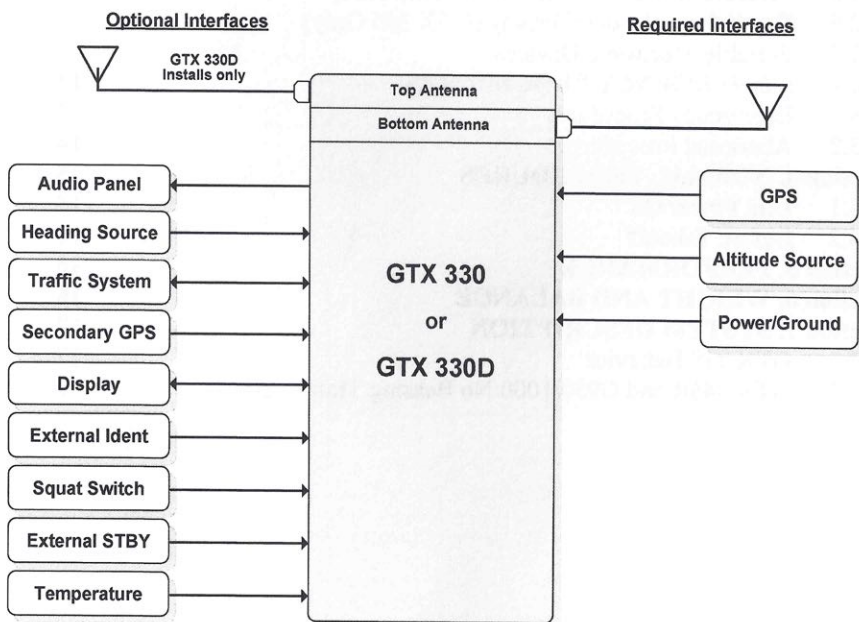 Optional Interfaces
Required Interfaces
GTX 330D
Installs only
Top Antenna
Bottom Antenna
Audio Panel
Heading Source
Traffic System
Secondary GPS
Display
External Ident
Squat Switch
External STBY
Temperature
GTX 330
or
GTX 330D
GPS
Altitude Source
Power/Ground